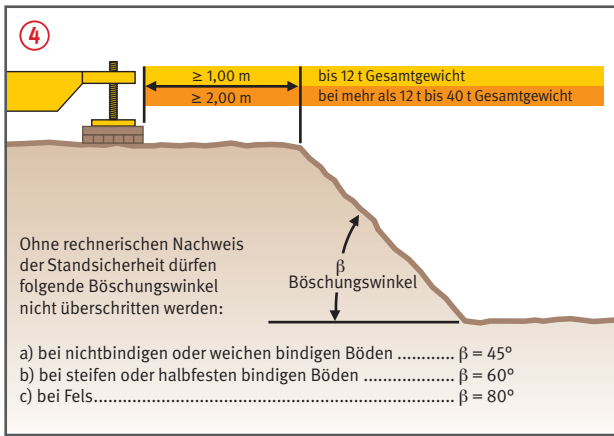 4
≥ 1,00 m bis 12 t Gesamtgewicht
≥ 2,00 m bei mehr als 12 t bis 40 t Gesamtgewicht
Ohne rechnerischen Nachweis
der Standsicherheit dürfen
folgende Böschungswinkel
nicht überschritten werden:
β
Böschungswinkel
a) bei nichtbindigen oder weichen bindigen Böden ........... β = 45°
b) bei steifen oder halbfesten bindigen Böden ................. β = 60°
c) bei Fels.................................................................... β = 80°